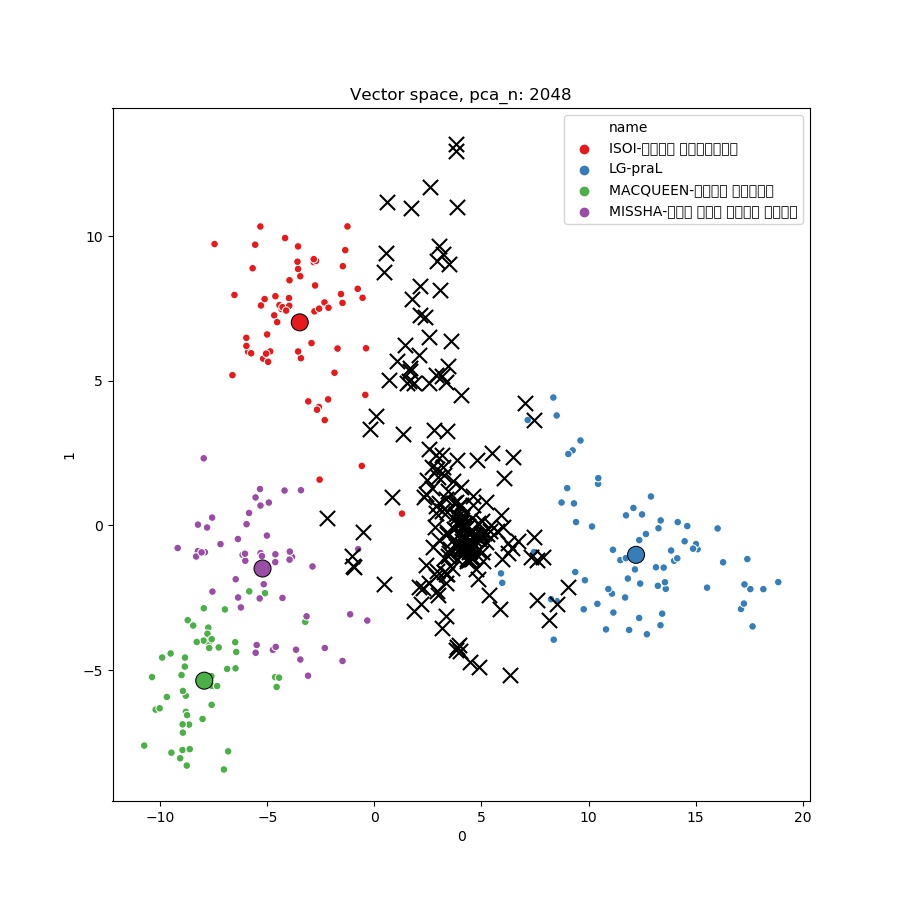 Vector space, pca_n: 2048
name
ISOI-□□□□ □□□□□□□
LG-praL
MACQUEEN-□□□□ □□□□□
MISSHA-□□□ □□□ □□□□ □□□□
10
5
0
−5
1
−10 −5 0 5 10 15 20
0